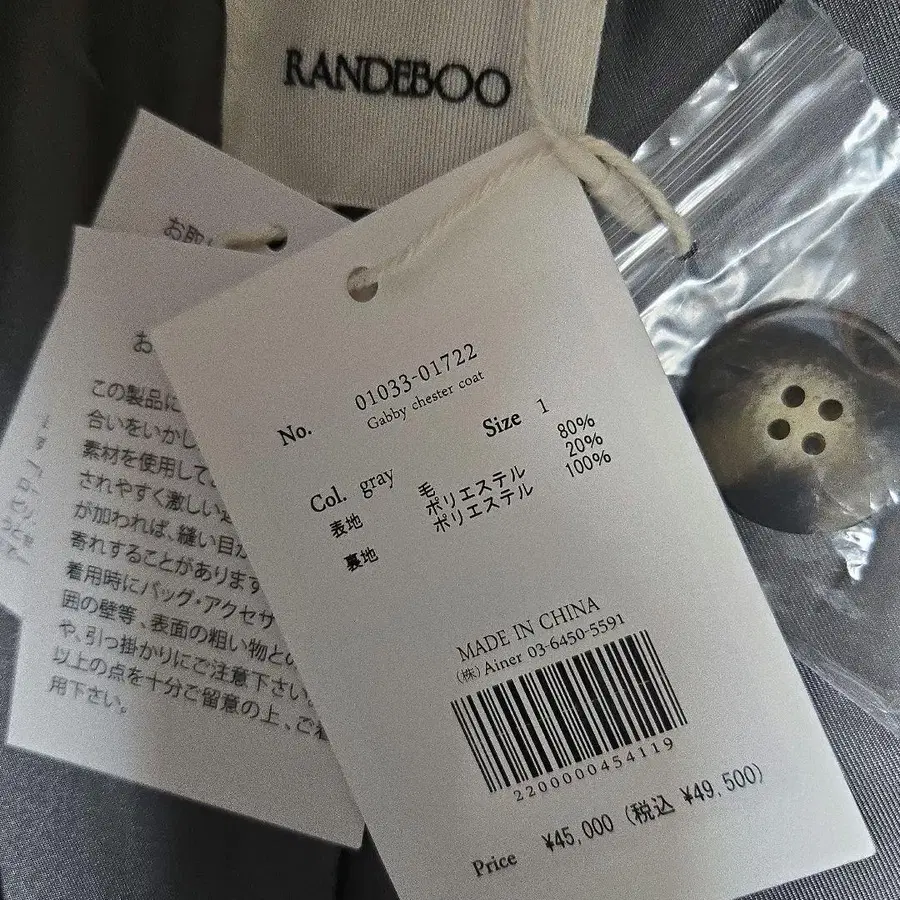 RANDEBOO
No. 01033-01722
Gabby chester coat
Col. gray Size 1
表地 毛 80%
ポリエステル 20%
裏地 ポリエステル 100%
MADE IN CHINA
(株) Ainer 03-6450-5591
2200000454119
Price ¥45,000 (税込 ¥49,500)
お取
お
この製品に
合いをいかし
素材を使用して
されやすく激しい
が加われば、縫い目が
寄れすることがあります
着用時にバッグ・アクセサ
囲の壁等、表面の粗い物との
や、引っ掛かりにご注意下さい。
以上の点を十分ご留意の上、ご着
用下さい。